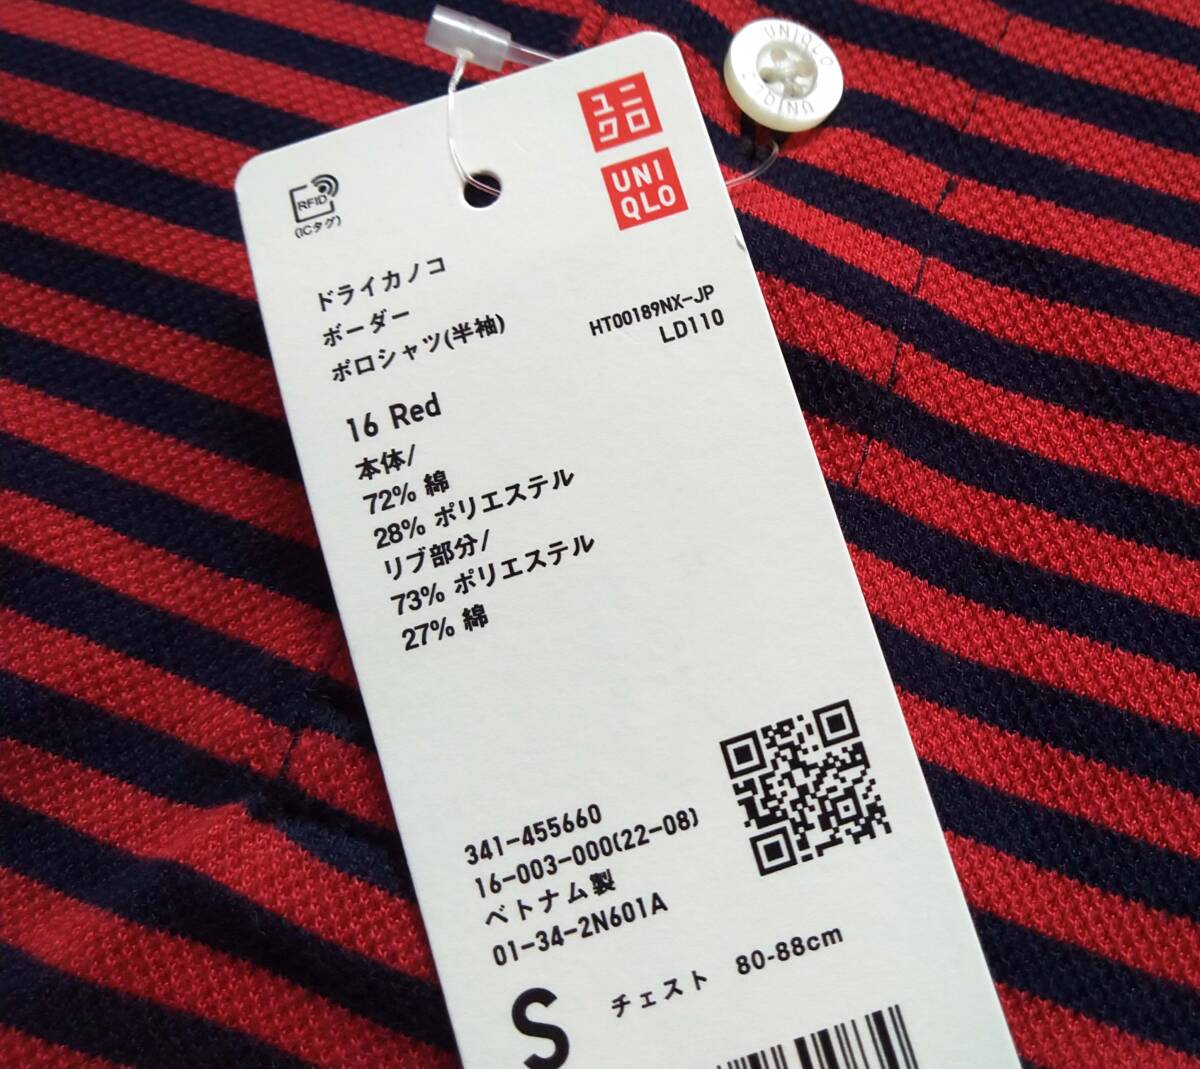 UNIQLO
UNIQLO
ユニ
クロ
UNI
QLO
RFID
(ICタグ)
ドライカノコ
ボーダー
ポロシャツ(半袖)
HT00189NX-JP
LD110
16 Red
本体/
72% 綿
28% ポリエステル
リブ部分/
73% ポリエステル
27% 綿
341-455660
16-003-000(22-08)
ベトナム製
01-34-2N601A
S
チェスト 80-88cm